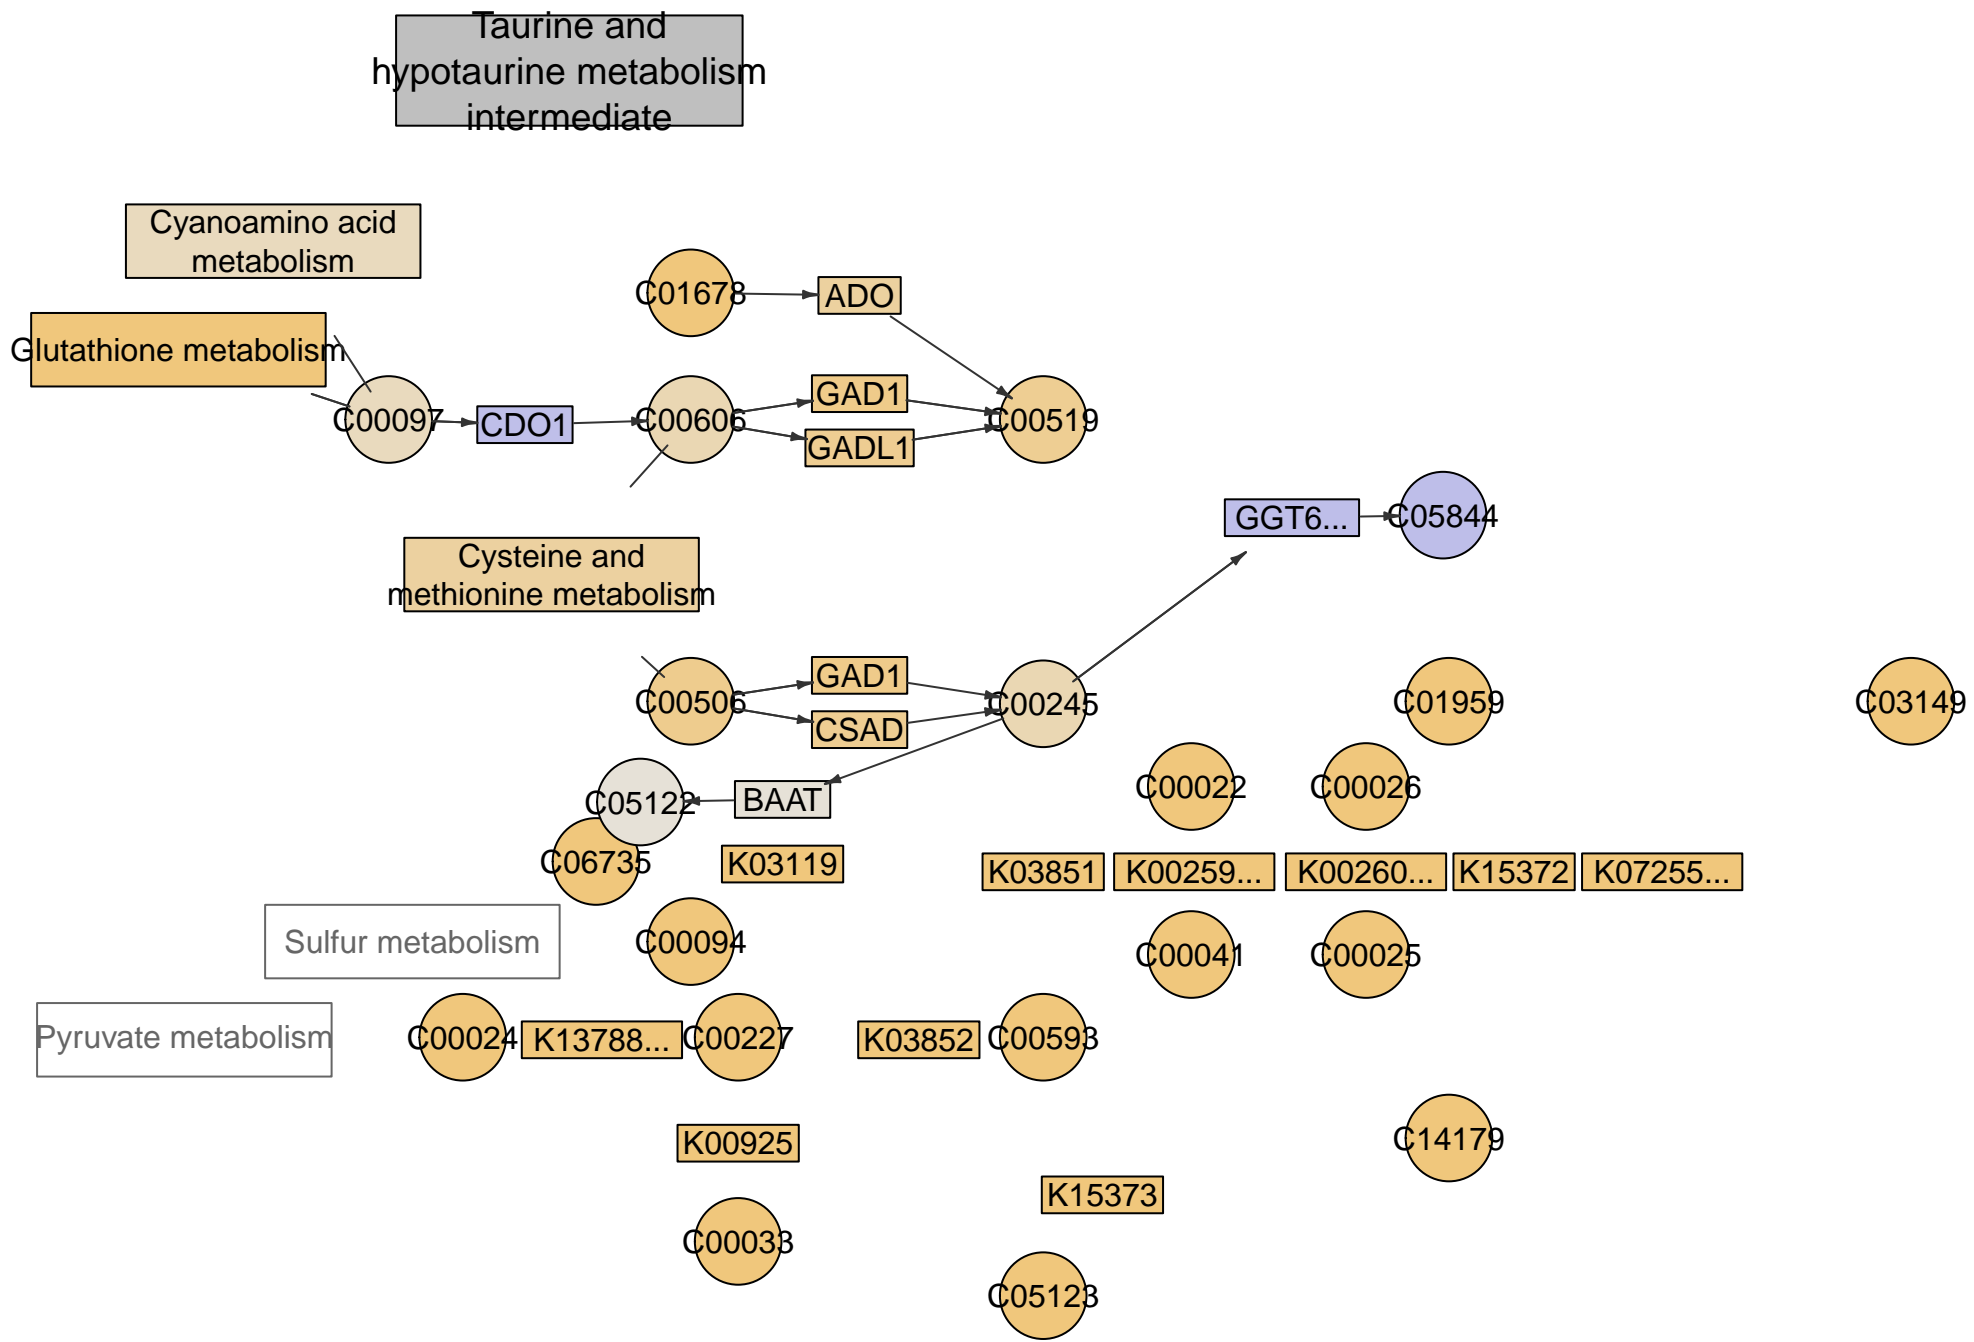 Taurine and
hypotaurine metabolism
intermediate
Cyanoamino acid
metabolism
C01678
ADO
Glutathione metabolism
C00097
CDO1
C00606
GAD1
GADL1
C00519
GGT6...
C05844
Cysteine and
methionine metabolism
C00506
GAD1
CSAD
C00245
C01959
C03149
C05122
BAAT
C00022
C00026
C06735
K03119
K03851
K00259...
K00260...
K15372
K07255...
Sulfur metabolism
C00094
C00041
C00025
Pyruvate metabolism
C00024
K13788...
C00227
K03852
C00593
K00925
C14179
K15373
C00033
C05123